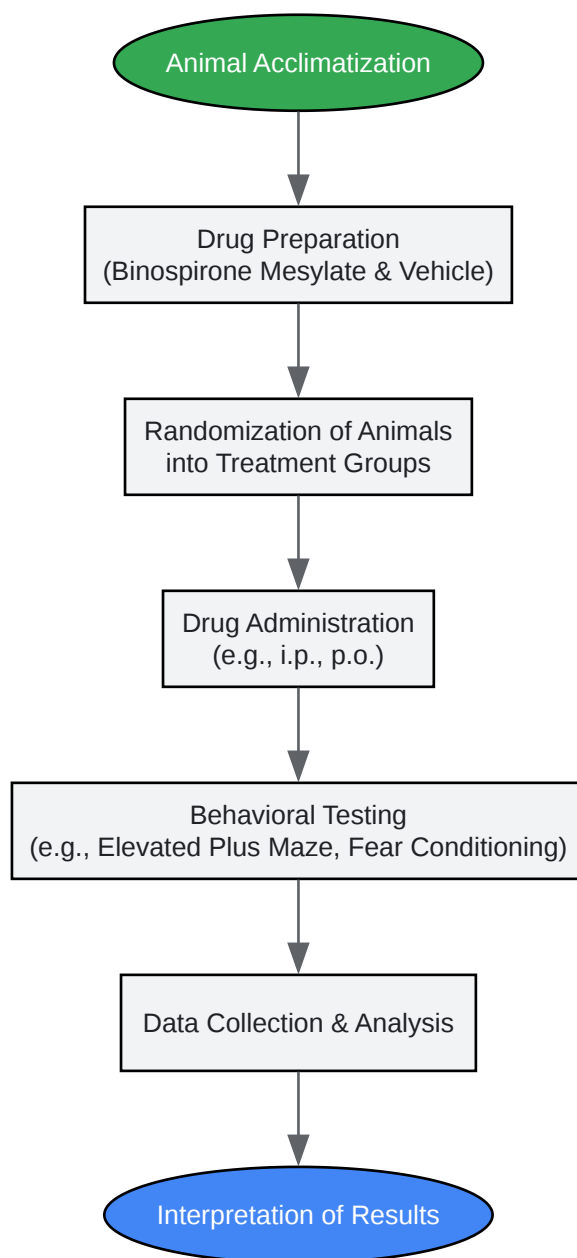 Animal Acclimatization
Drug Preparation
(Binospirone Mesylate & Vehicle)
Randomization of Animals
into Treatment Groups
Drug Administration
(e.g., i.p., p.o.)
Behavioral Testing
(e.g., Elevated Plus Maze, Fear Conditioning)
Data Collection & Analysis
Interpretation of Results